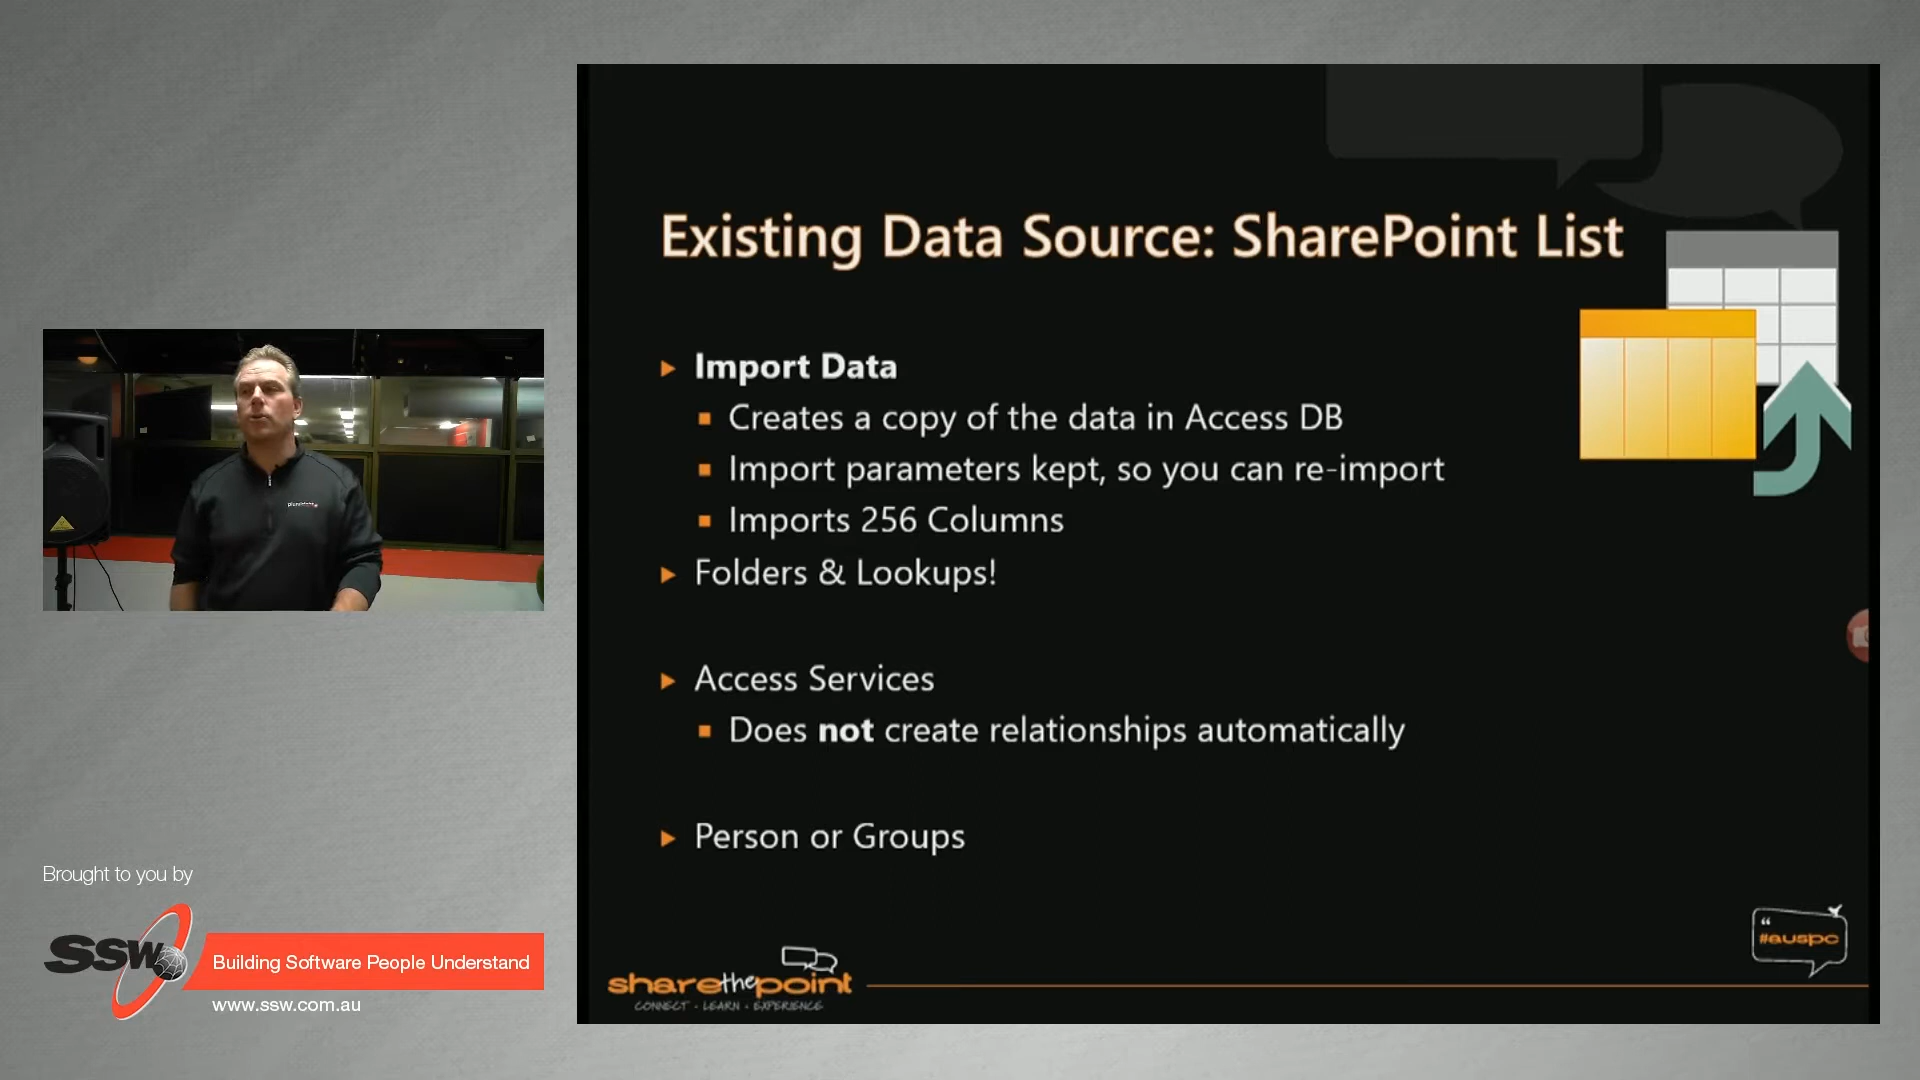 Existing Data Source: SharePoint List
Import Data
Creates a copy of the data in Access DB
Import parameters kept, so you can re-import
Imports 256 Columns
Folders & Lookups!
Access Services
Does not create relationships automatically
Person or Groups
“
#auspc
sharethepoint
CONNECT • LEARN • EXPERIENCE
Brought to you by
SSW
Building Software People Understand
www.ssw.com.au